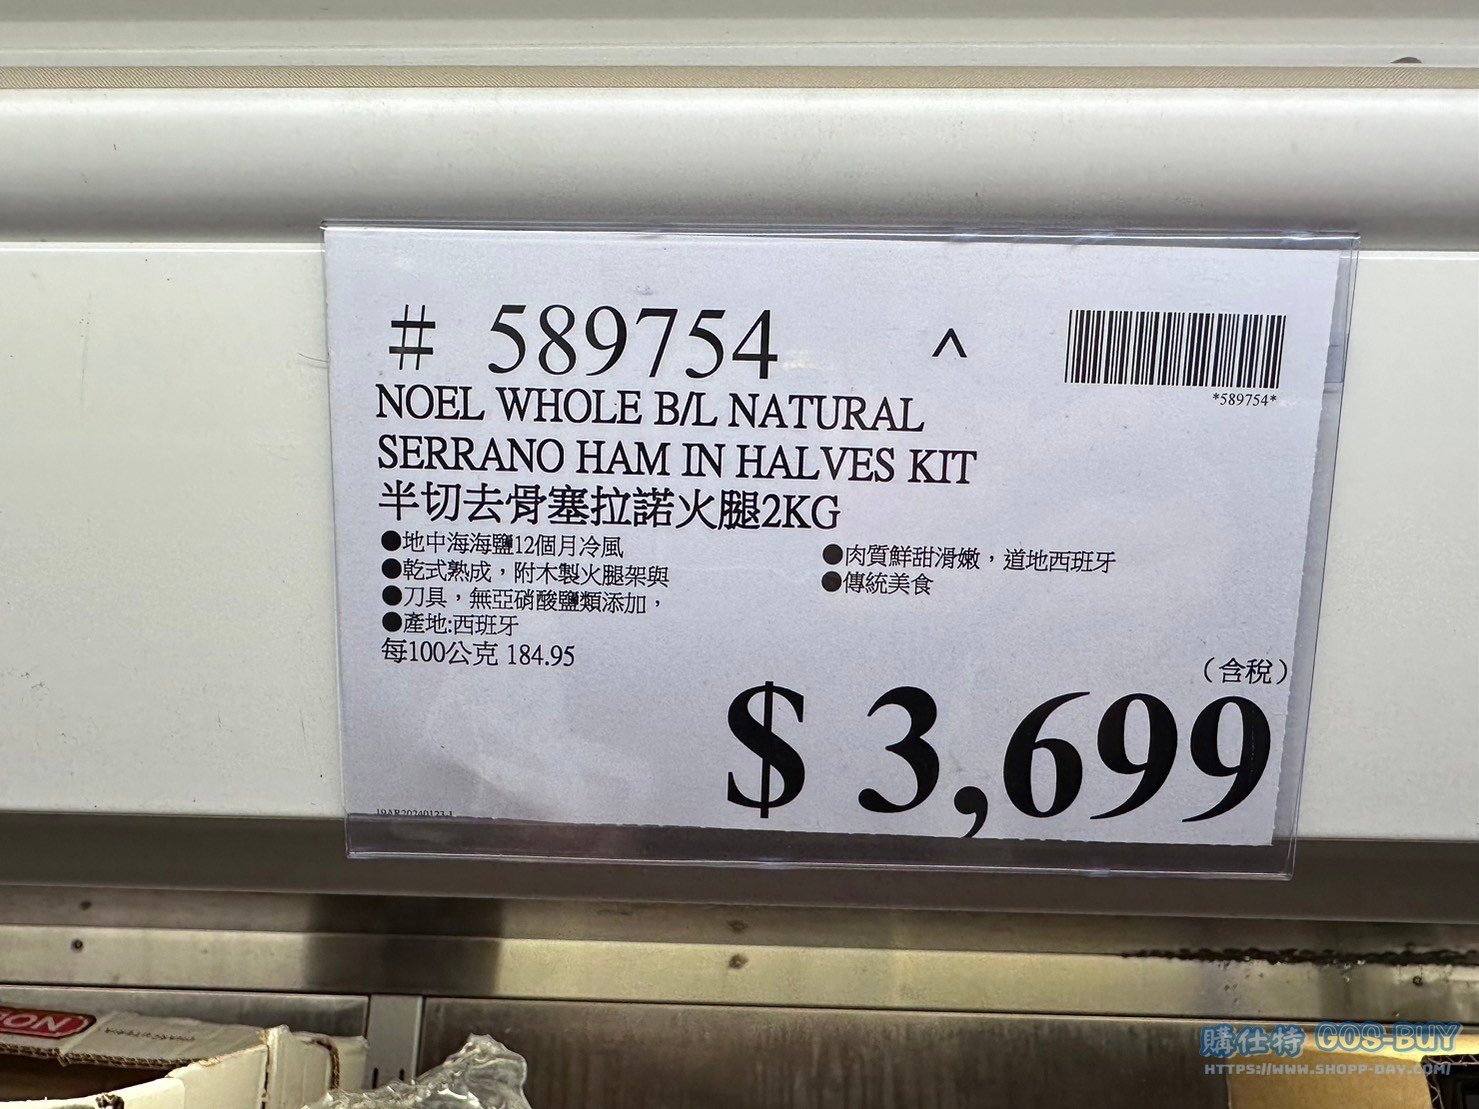 # 589754 ^
*589754*
NOEL WHOLE B/L NATURAL
SERRANO HAM IN HALVES KIT
半切去骨塞拉諾火腿2KG
●地中海海鹽12個月冷風
●乾式熟成，附木製火腿架與
●刀具，無亞硝酸鹽類添加，
●產地:西班牙
●肉質鮮甜滑嫩，道地西班牙
●傳統美食
每100公克 184.95
（含稅）
$ 3,699
購仕特 COS-BUY
HTTPS://WWW.SHOPP-DAY.COM/